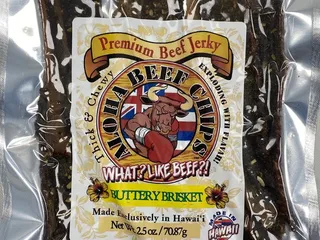 Premium Beef Jerky
Thick & Chewy
ALOHA BEEF CHIPS
EXPLODING WITH FLAVAH!
WHAT? LIKE BEEF?!
BUTTERY BRISKET
Made Exclusively in Hawai'i
Net Wt. 2.5 oz / 70.87g
MADE IN
HAWAII